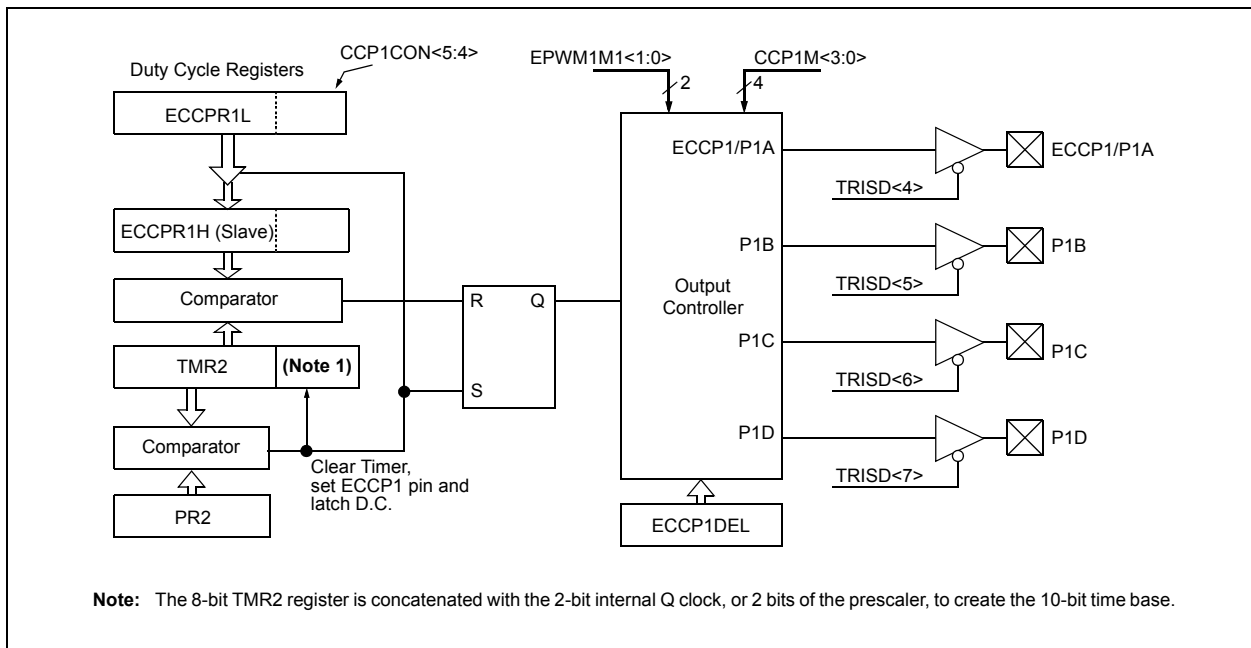 CCP1CON<5:4>
Duty Cycle Registers
ECCPR1L
ECCPR1H (Slave)
Comparator
TMR2
(Note 1)
Comparator
PR2
Clear Timer,
set ECCP1 pin and
latch D.C.
R
Q
S
EPWM1M1<1:0>
2
CCP1M<3:0>
4
ECCP1/P1A
P1B
Output
Controller
P1C
P1D
ECCP1DEL
TRISD<4>
ECCP1/P1A
TRISD<5>
P1B
TRISD<6>
P1C
TRISD<7>
P1D
Note: The 8-bit TMR2 register is concatenated with the 2-bit internal Q clock, or 2 bits of the prescaler, to create the 10-bit time base.